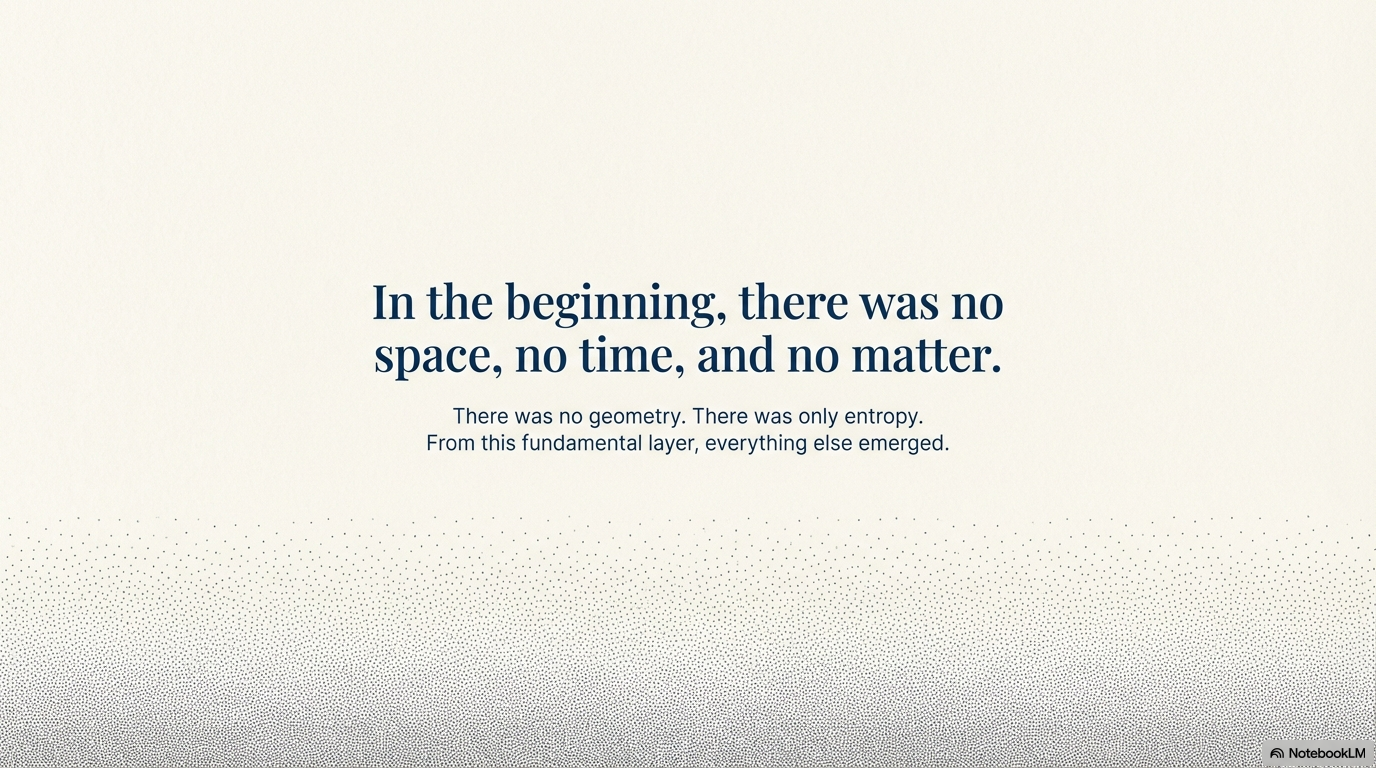 In the beginning, there was no
space, no time, and no matter.
There was no geometry. There was only entropy.
From this fundamental layer, everything else emerged.
NotebookLM